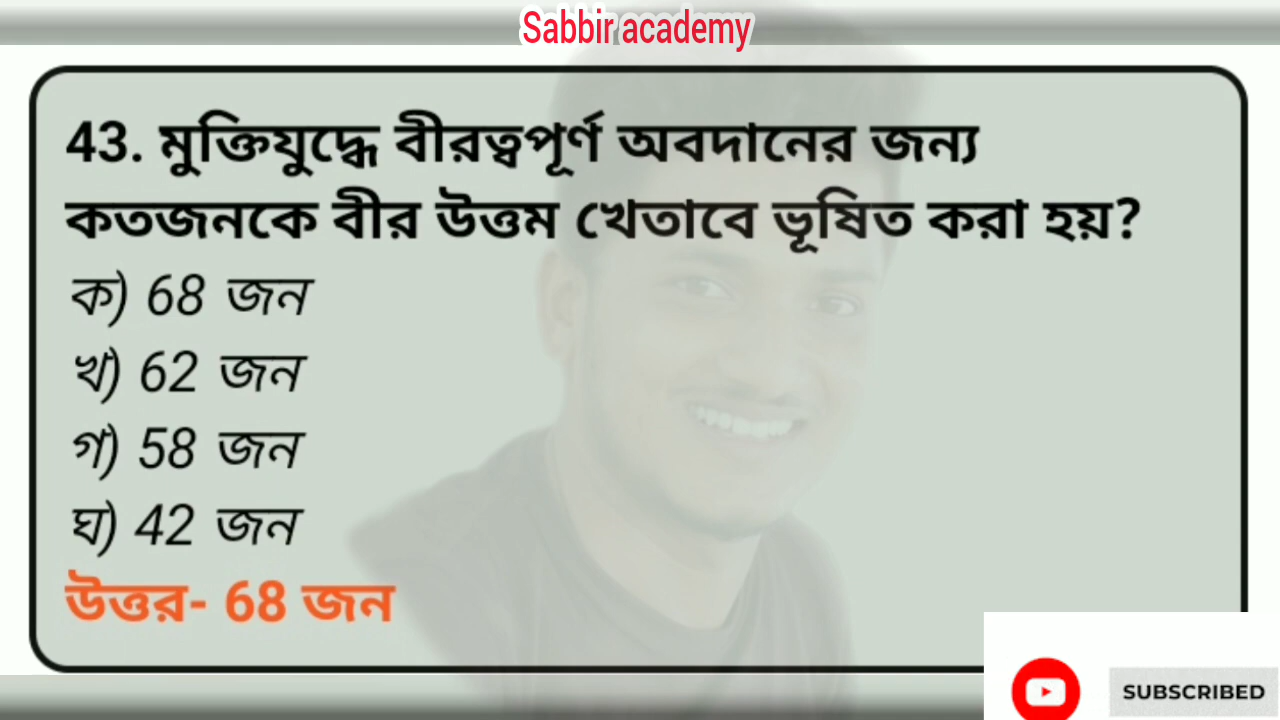 Sabbir academy
43. মুক্তিযুদ্ধে বীরত্বপূর্ণ অবদানের জন্য
কতজনকে বীর উত্তম খেতাবে ভূষিত করা হয়?
ক) 68 জন
খ) 62 জন
গ) 58 জন
ঘ) 42 জন
উত্তর- 68 জন
SUBSCRIBED